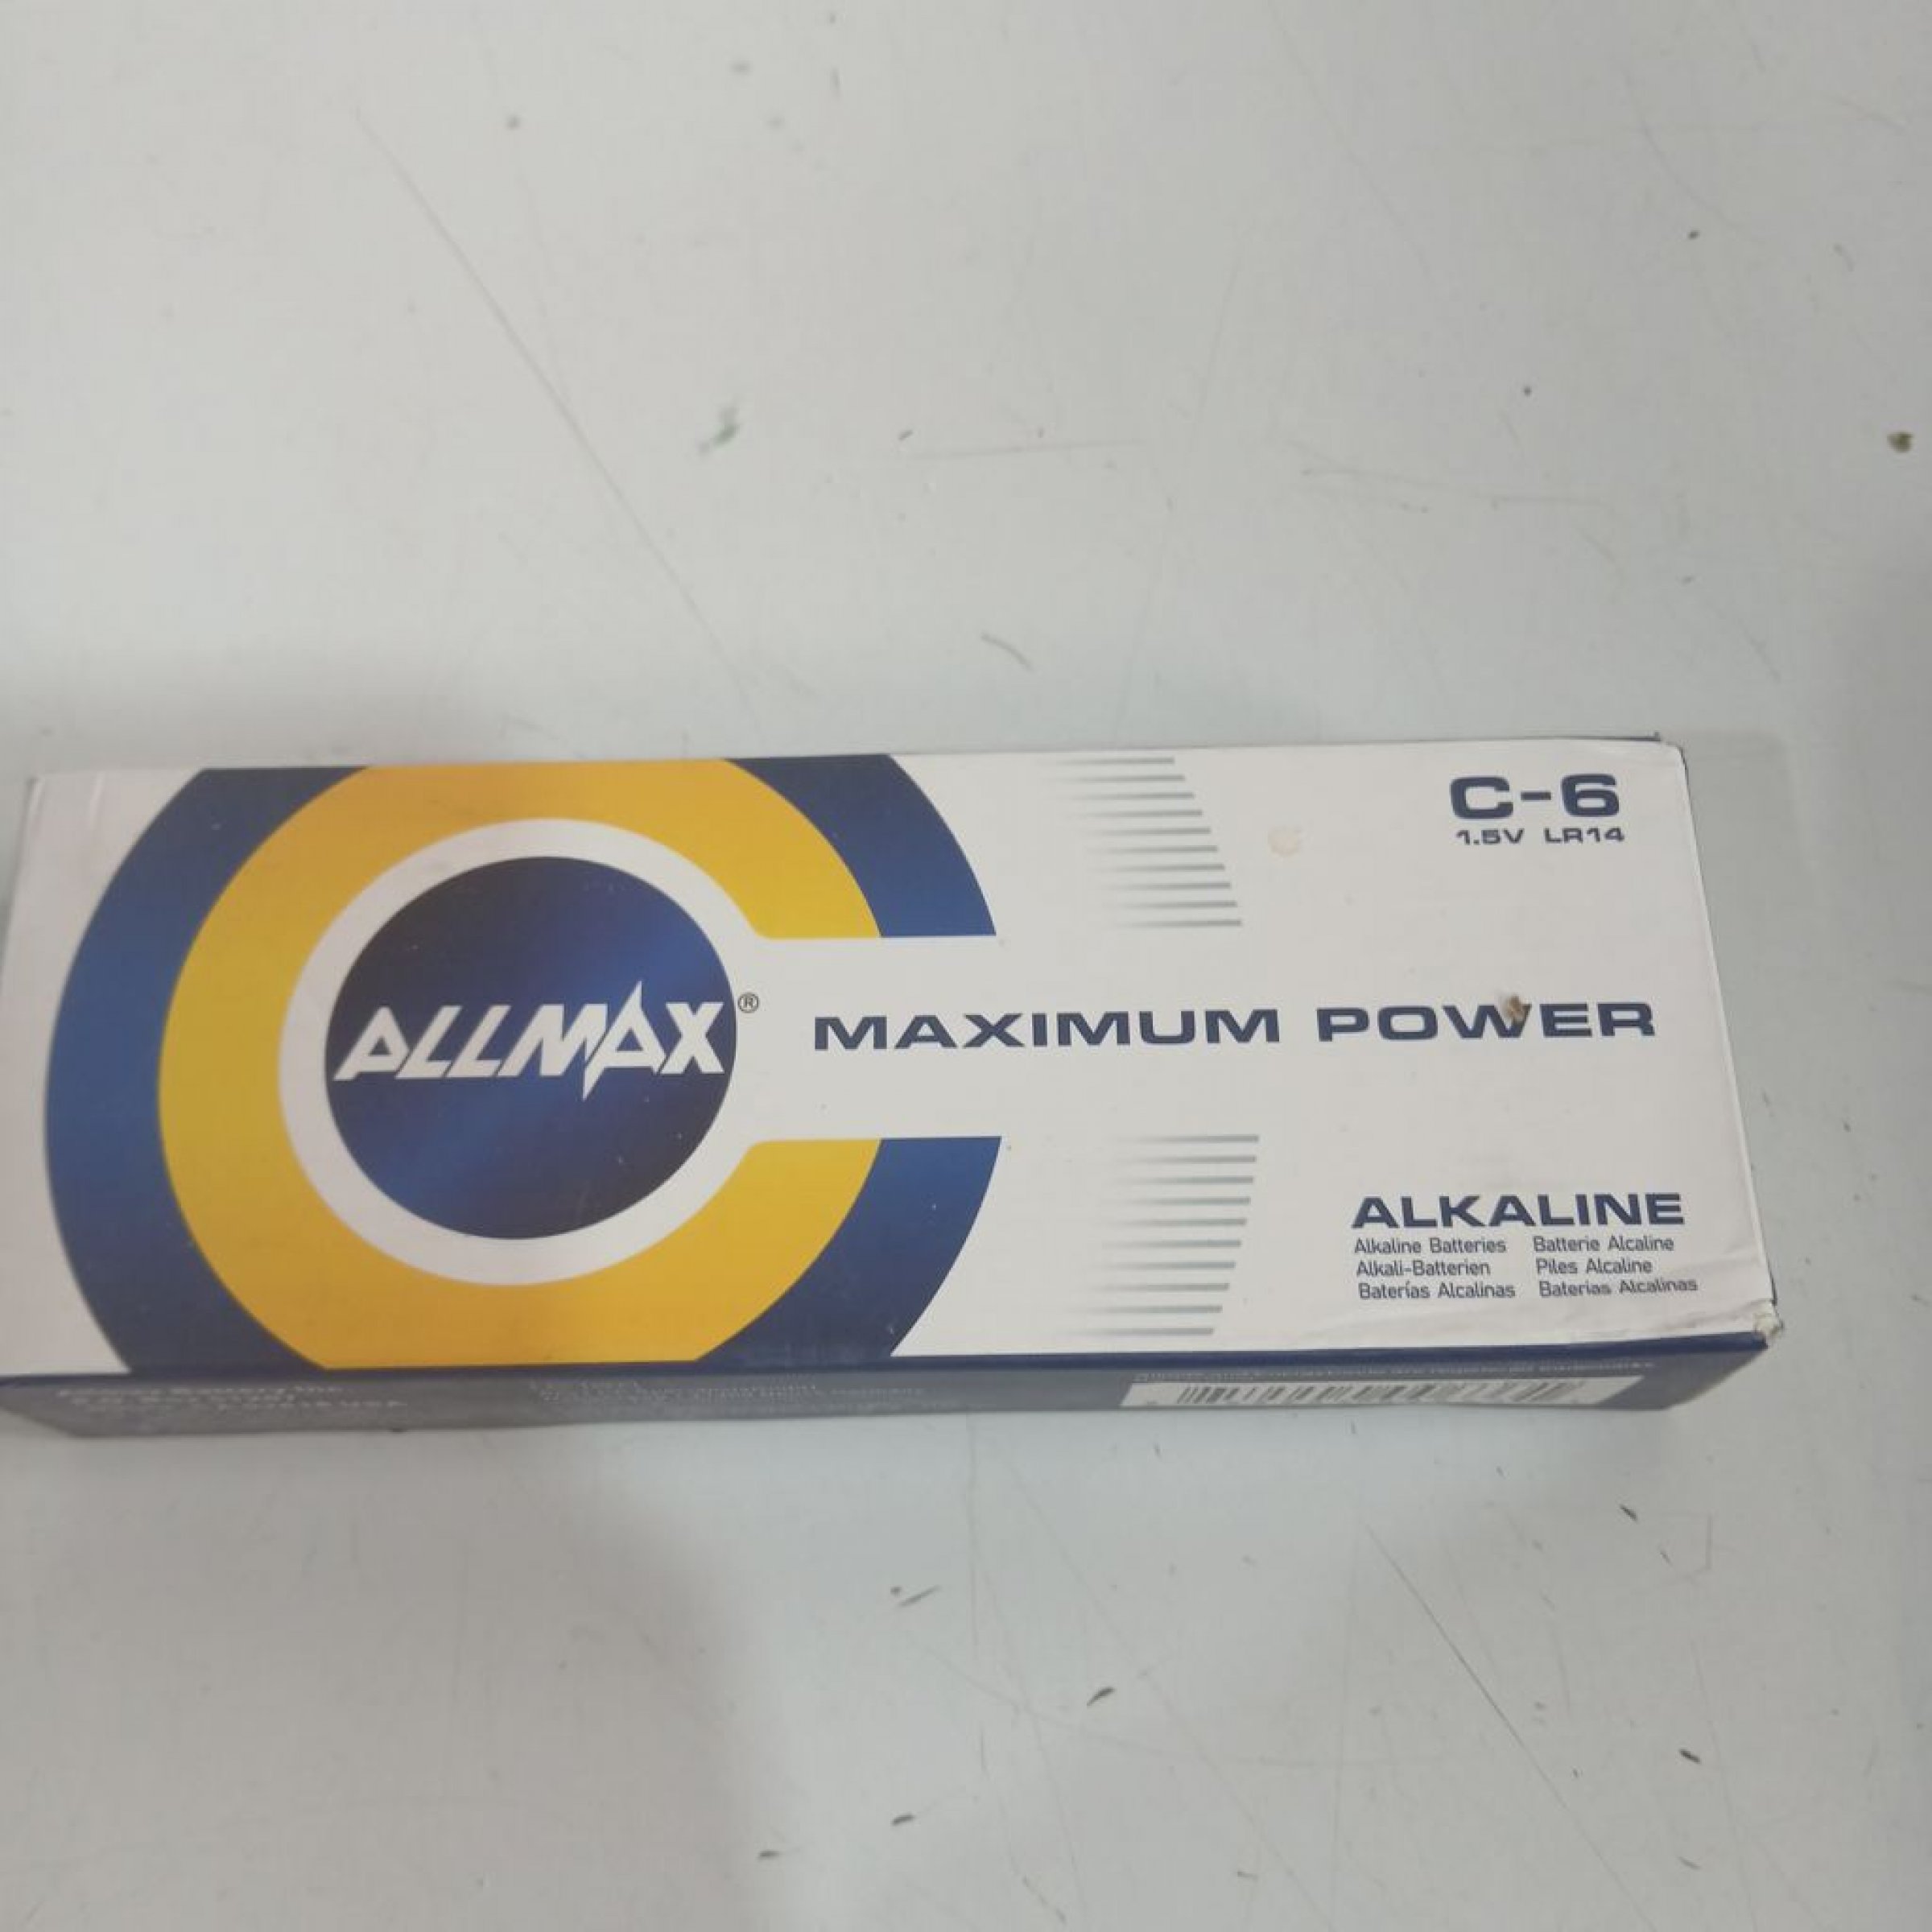 C-6
1.5V LR14
ALLMAX®
MAXIMUM POWER
ALKALINE
Alkaline Batteries Batterie Alcaline
Alkali-Batterien Piles Alcaline
Baterías Alcalinas Baterias Alcalinas